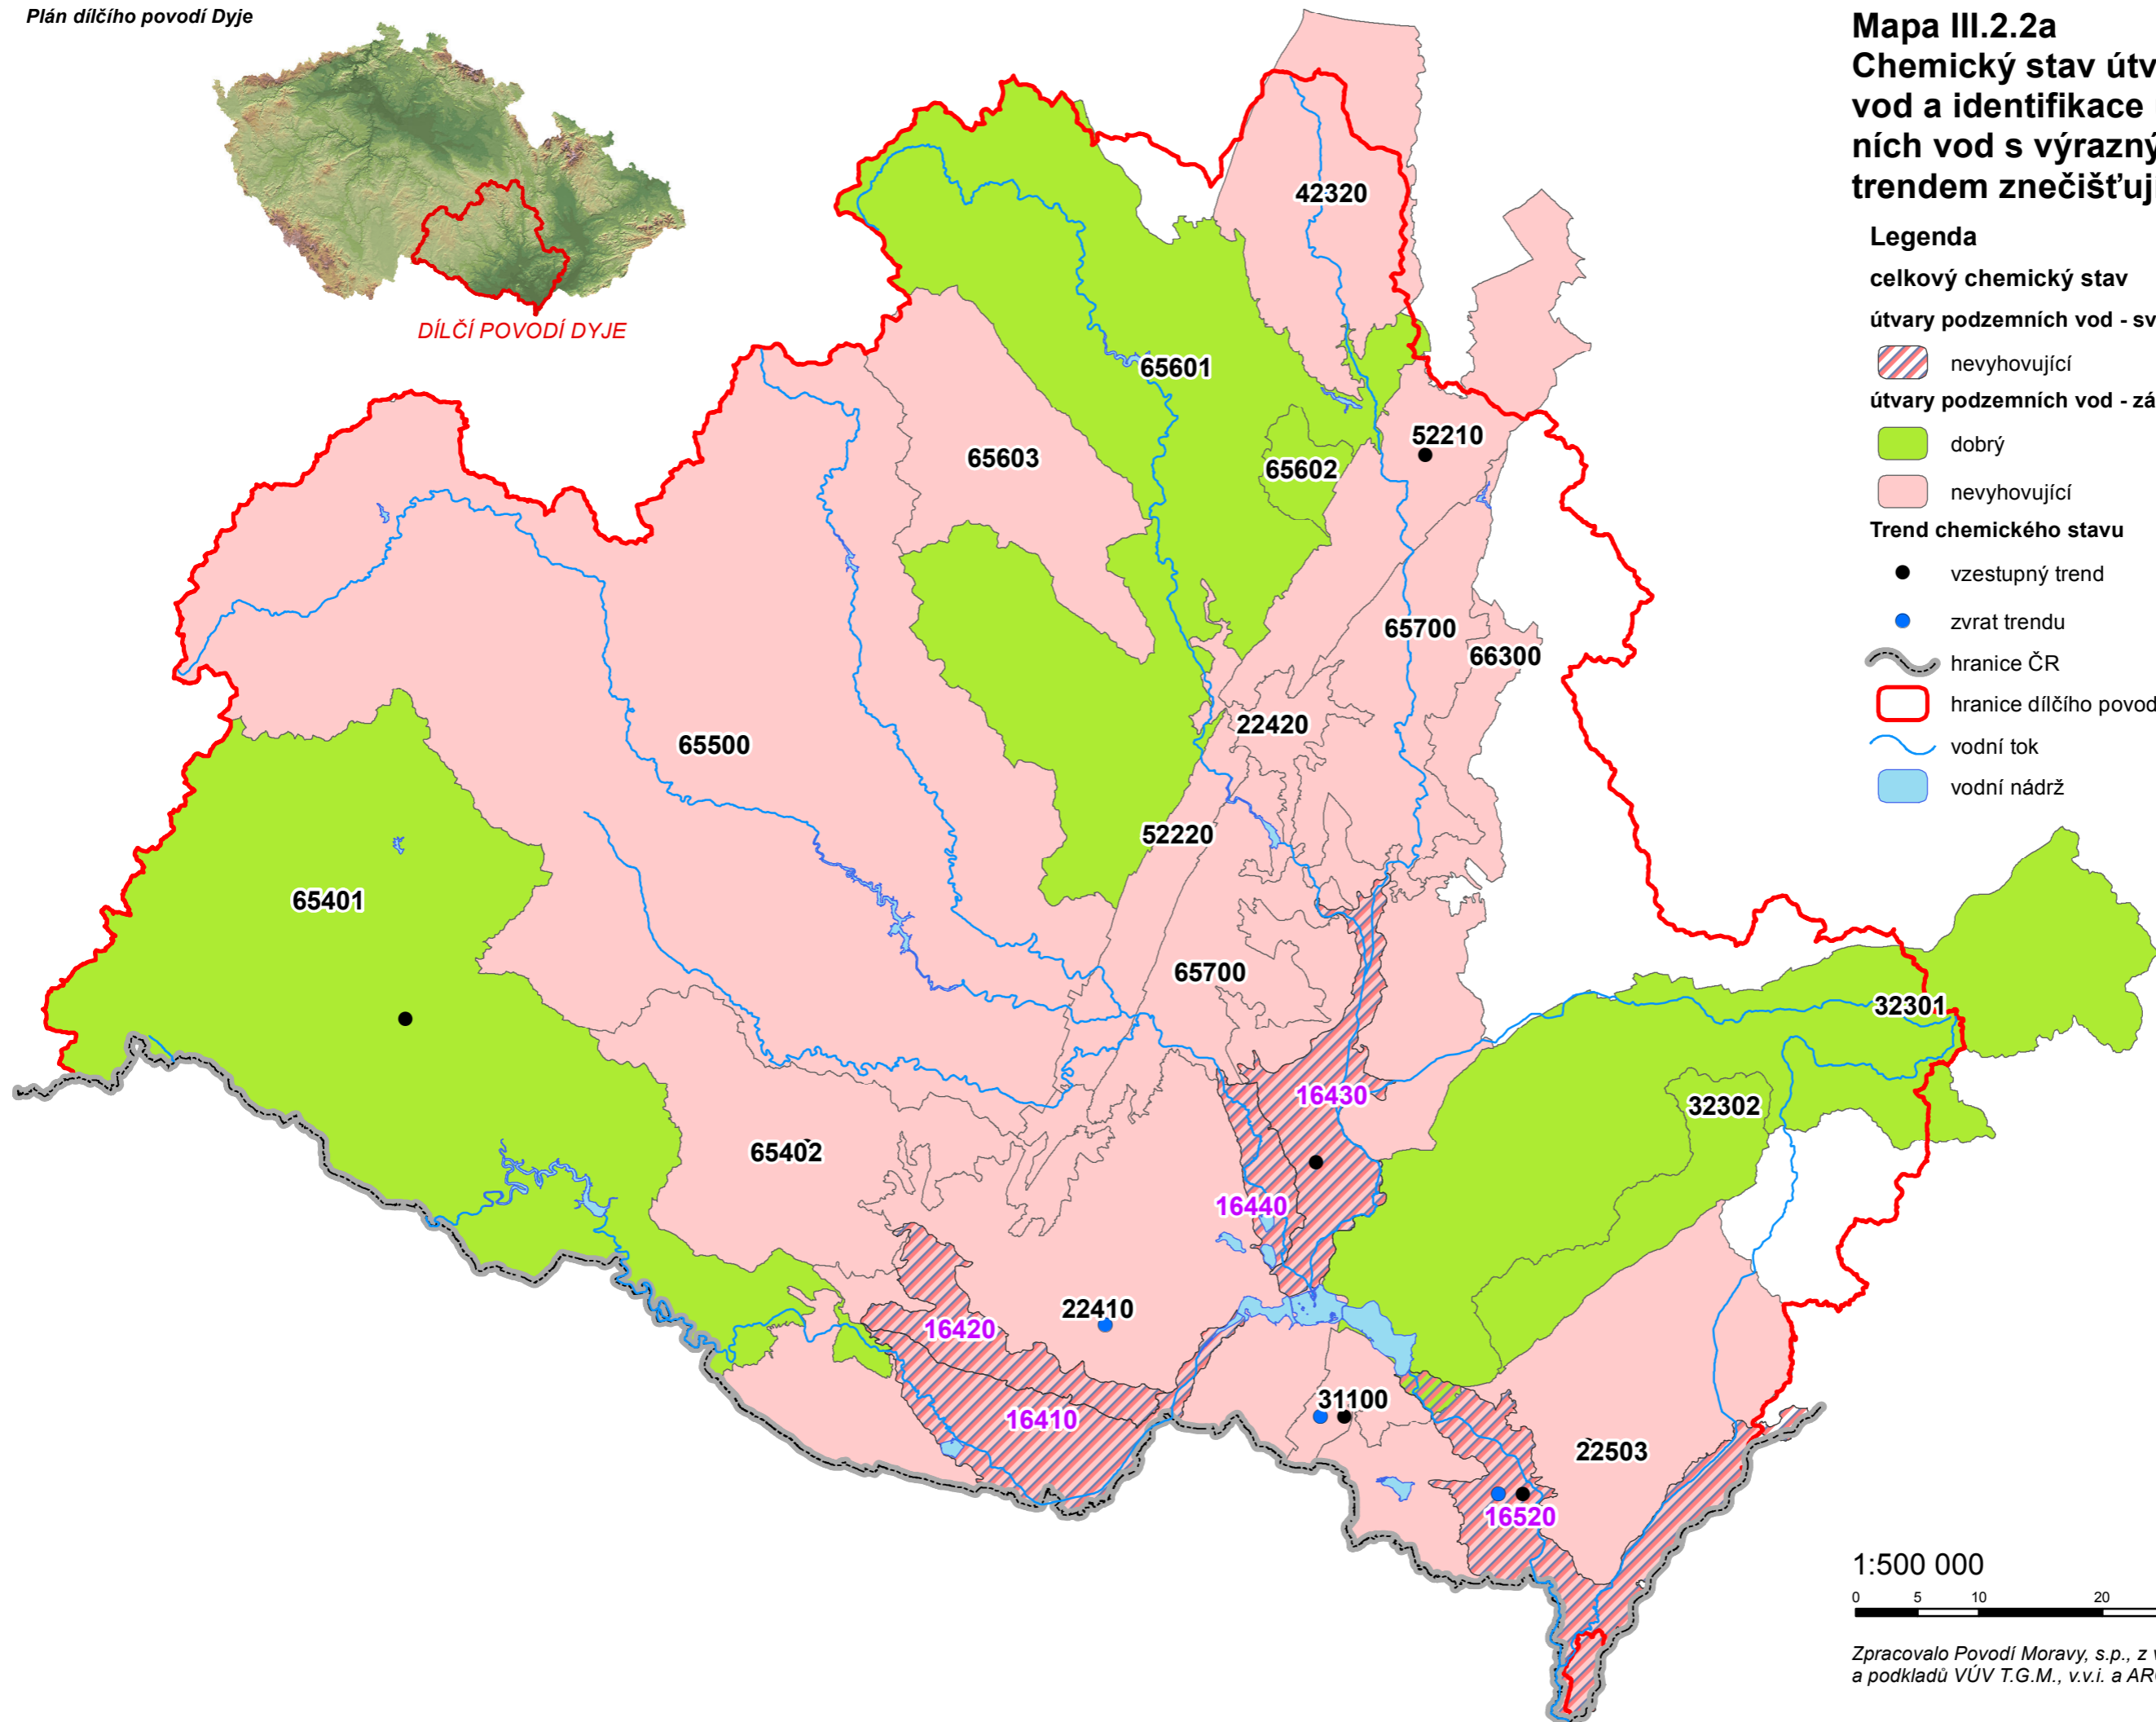 Plán dílčího povodí Dyje
DÍLČÍ POVODÍ DYJE
Mapa III.2.2a
Chemický stav útv
vod a identifikace
ních vod s výrazný
trendem znečišťuj
Legenda
celkový chemický stav
útvary podzemních vod - sv
nevyhovující
útvary podzemních vod - zá
dobrý
nevyhovující
Trend chemického stavu
vzestupný trend
zvrat trendu
hranice ČR
hranice dílčího povod
vodní tok
vodní nádrž
42320
65601
52210
65603
65602
65700
66300
22420
65500
52220
65401
65700
32301
16430
32302
65402
16440
22410
16420
31100
16410
22503
16520
1:500 000
0 5 10 20
Zpracovalo Povodí Moravy, s.p., z v
a podkladů VÚV T.G.M., v.v.i. a AR